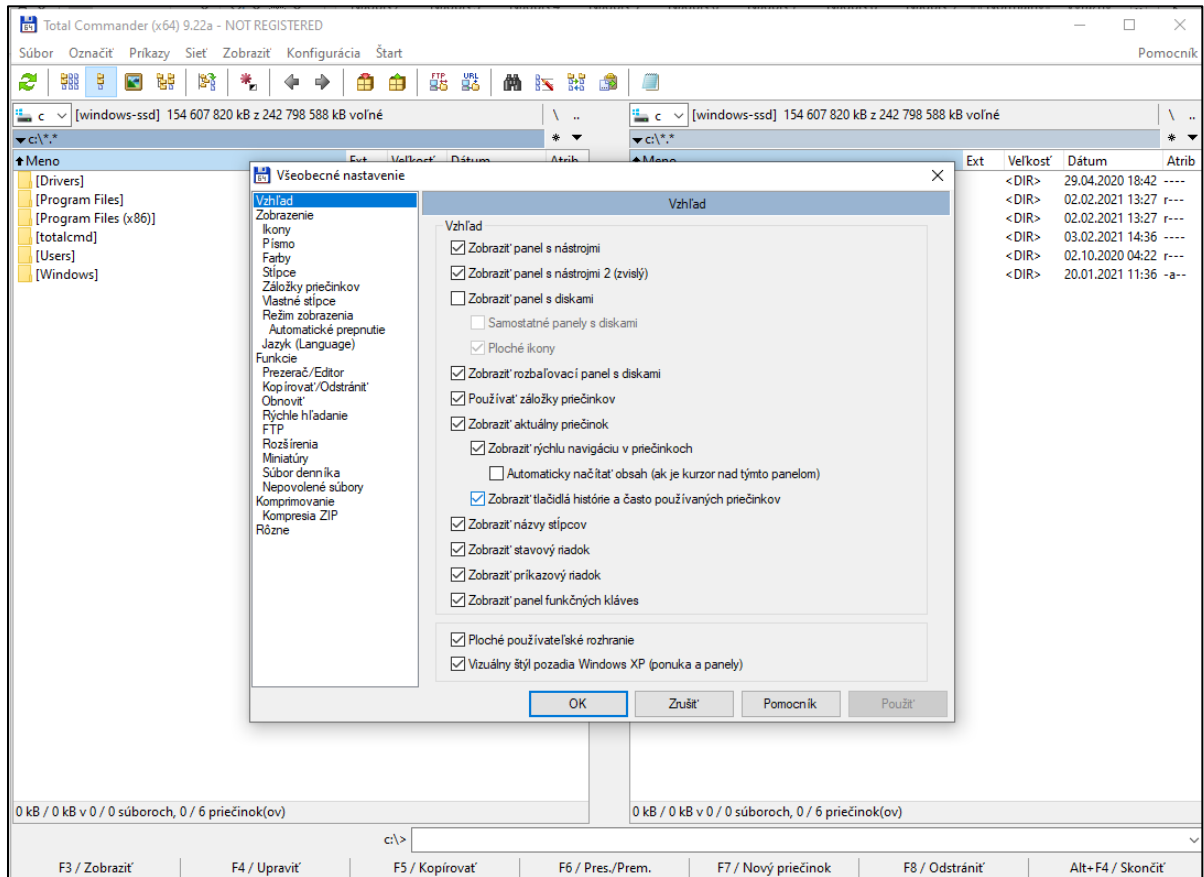 Total Commander (x64) 9.22a - NOT REGISTERED
Súbor Označiť Príkazy Sieť Zobraziť Konfigurácia Štart Pomocník
FTP URL
c [windows-ssd] 154 607 820 kB z 242 798 588 kB voľné \ ..
c [windows-ssd] 154 607 820 kB z 242 798 588 kB voľné \ ..
c:\*.* *
c:\*.* *
Meno Ext Veľkosť Dátum Atrib
Meno Ext Veľkosť Dátum Atrib
[Drivers]
[Program Files]
[Program Files (x86)]
[totalcmd]
[Users]
[Windows]
<DIR> 29.04.2020 18:42 ----
<DIR> 02.02.2021 13:27 r---
<DIR> 02.02.2021 13:27 r---
<DIR> 03.02.2021 14:36 ----
<DIR> 02.10.2020 04:22 r---
<DIR> 20.01.2021 11:36 -a--
Všeobecné nastavenie
Vzhľad
Zobrazenie
Ikony
Písmo
Farby
Stĺpce
Záložky priečinkov
Vlastné stĺpce
Režim zobrazenia
Automatické prepnutie
Jazyk (Language)
Funkcie
Prezerač/Editor
Kopírovať/Odstrániť
Obnoviť
Rýchle hľadanie
FTP
Rozšírenia
Miniatúry
Súbor denníka
Nepovolené súbory
Komprimovanie
Kompresia ZIP
Rôzne
Vzhľad
Vzhľad
Zobraziť panel s nástrojmi
Zobraziť panel s nástrojmi 2 (zvislý)
Zobraziť panel s diskami
Samostatné panely s diskami
Ploché ikony
Zobraziť rozbaľovací panel s diskami
Používať záložky priečinkov
Zobraziť aktuálny priečinok
Zobraziť rýchlu navigáciu v priečinkoch
Automaticky načítať obsah (ak je kurzor nad týmto panelom)
Zobraziť tlačidlá histórie a často používaných priečinkov
Zobraziť názvy stĺpcov
Zobraziť stavový riadok
Zobraziť príkazový riadok
Zobraziť panel funkčných kláves
Ploché používateľské rozhranie
Vizuálny štýl pozadia Windows XP (ponuka a panely)
OK Zrušiť Pomocník Použiť
0 kB / 0 kB v 0 / 0 súboroch, 0 / 6 priečinok(ov)
0 kB / 0 kB v 0 / 0 súboroch, 0 / 6 priečinok(ov)
c:\>
F3 / Zobraziť F4 / Upraviť F5 / Kopírovať F6 / Pres./Prem. F7 / Nový priečinok F8 / Odstrániť Alt+F4 / Skončiť